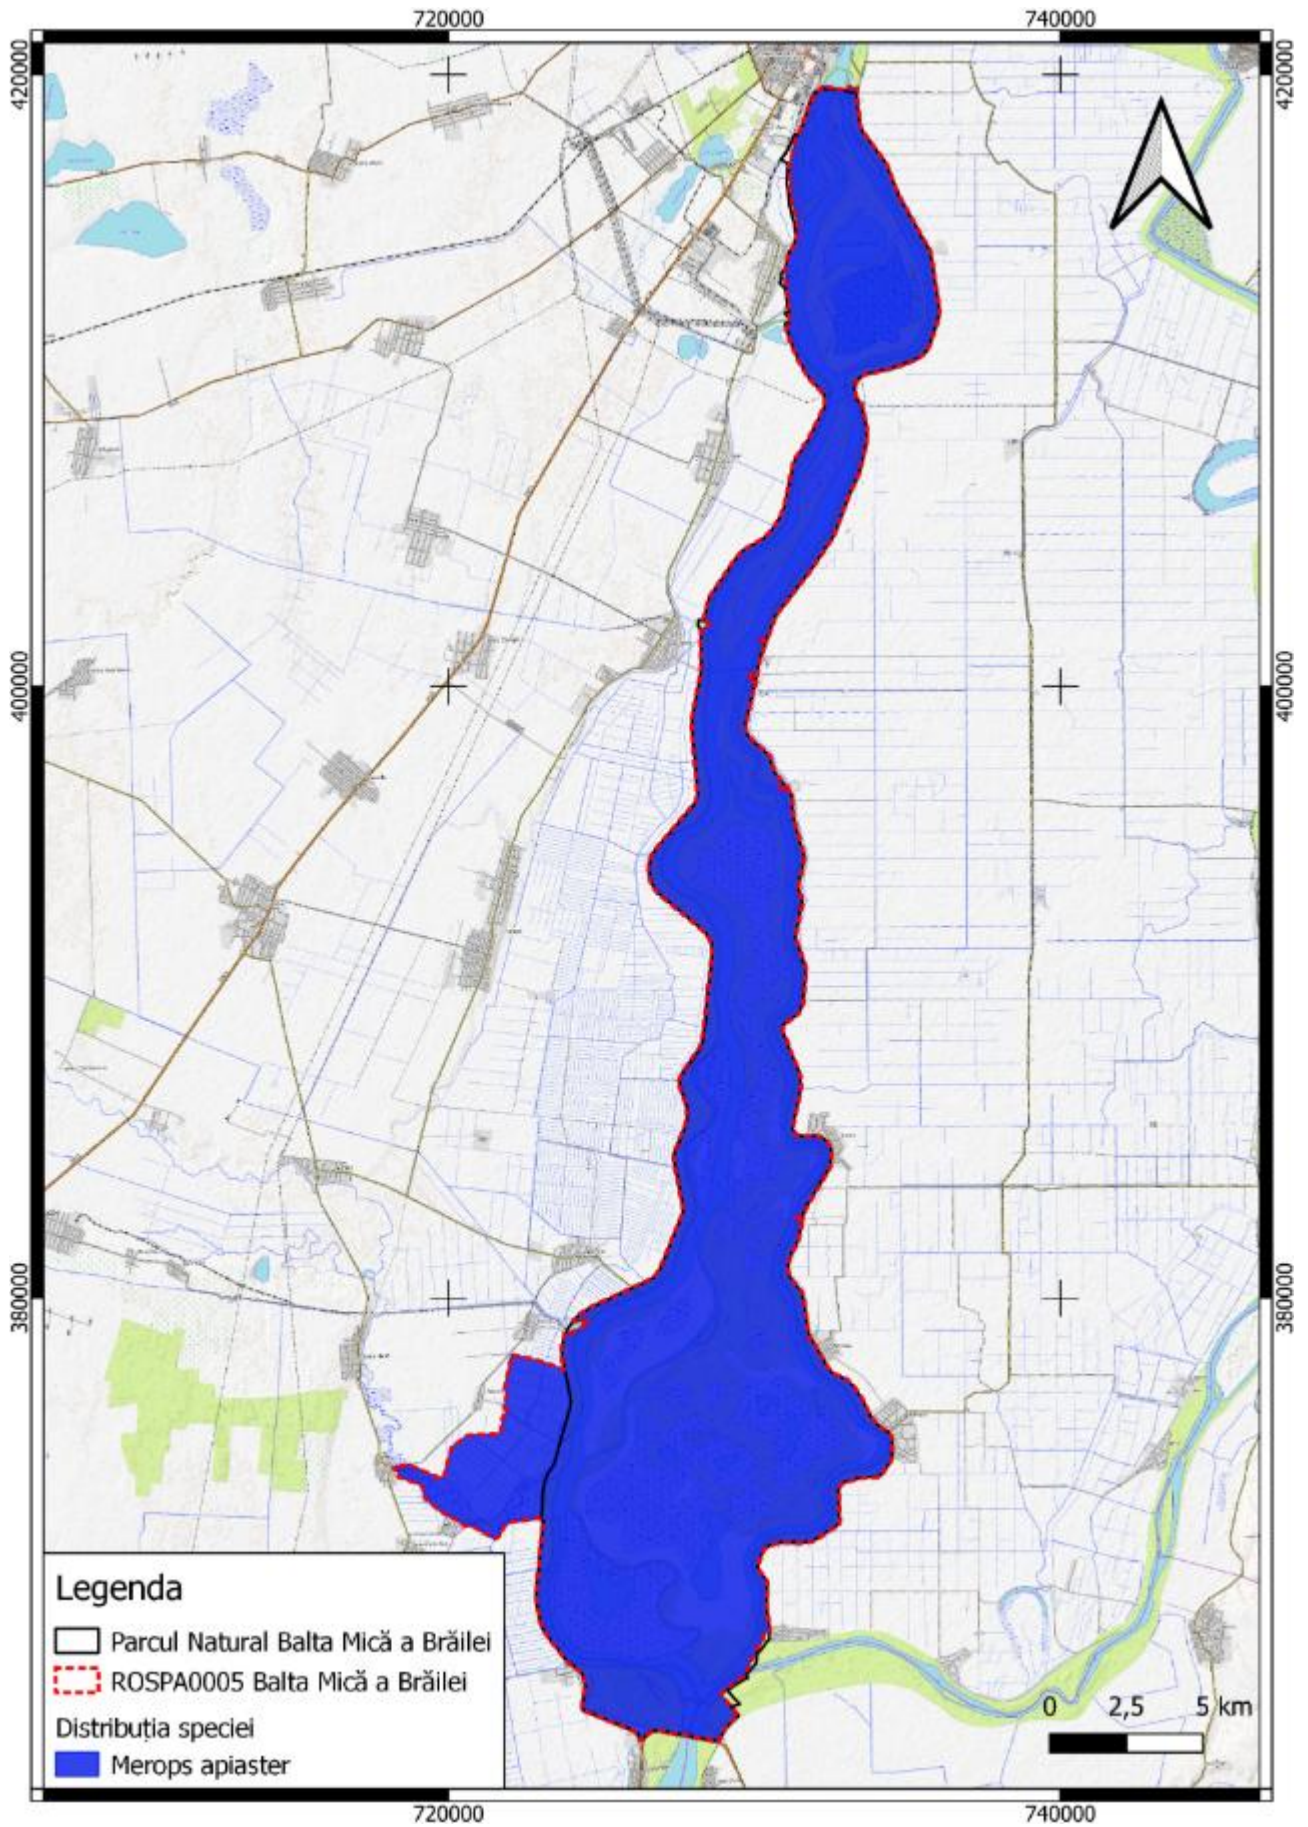 720000
740000
420000
420000
400000
400000
380000
380000
Legenda
Parcul Natural Balta Mică a Brăilei
ROSPA0005 Balta Mică a Brăilei
Distribuția speciei
Merops apiaster
0 2,5 5 km
720000
740000